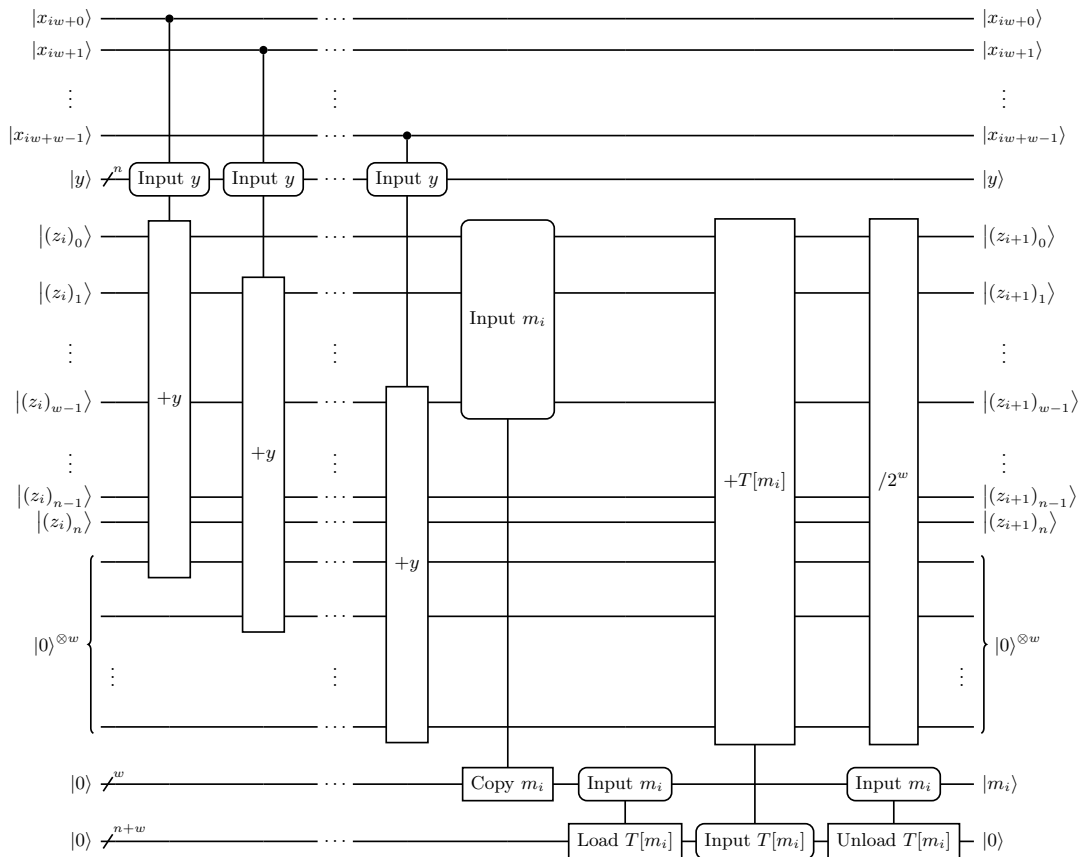 |x_{iw+0}⟩ |x_{iw+0}⟩
|x_{iw+1}⟩ ⋯ |x_{iw+1}⟩
⋮ ⋮ ⋮
|x_{iw+w−1}⟩ ⋯ |x_{iw+w−1}⟩
|y⟩ n Input y Input y ⋯ Input y |y⟩
|(z_i)_0⟩ ⋯ |(z_{i+1})_0⟩
|(z_i)_1⟩ ⋯ |(z_{i+1})_1⟩
Input m_i
⋮ ⋮ ⋮
|(z_i)_{w−1}⟩ +y ⋯ |(z_{i+1})_{w−1}⟩
+y
⋮ ⋮ +T[m_i] /2^w ⋮
|(z_i)_{n−1}⟩ ⋯ |(z_{i+1})_{n−1}⟩
|(z_i)_n⟩ ⋯ |(z_{i+1})_n⟩
⋯ +y
⋯
|0⟩^{⊗w} |0⟩^{⊗w}
⋮ ⋮ ⋮
⋯
|0⟩ w ⋯ Copy m_i Input m_i Input m_i |m_i⟩
|0⟩ n+w ⋯ Load T[m_i] Input T[m_i] Unload T[m_i] |0⟩